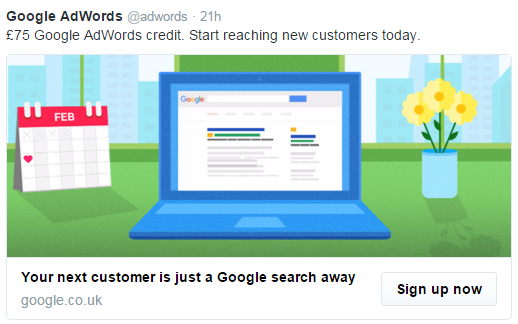 Google AdWords @adwords · 21h
£75 Google AdWords credit. Start reaching new customers today.
FEB
Google
Your next customer is just a Google search away
google.co.uk
Sign up now